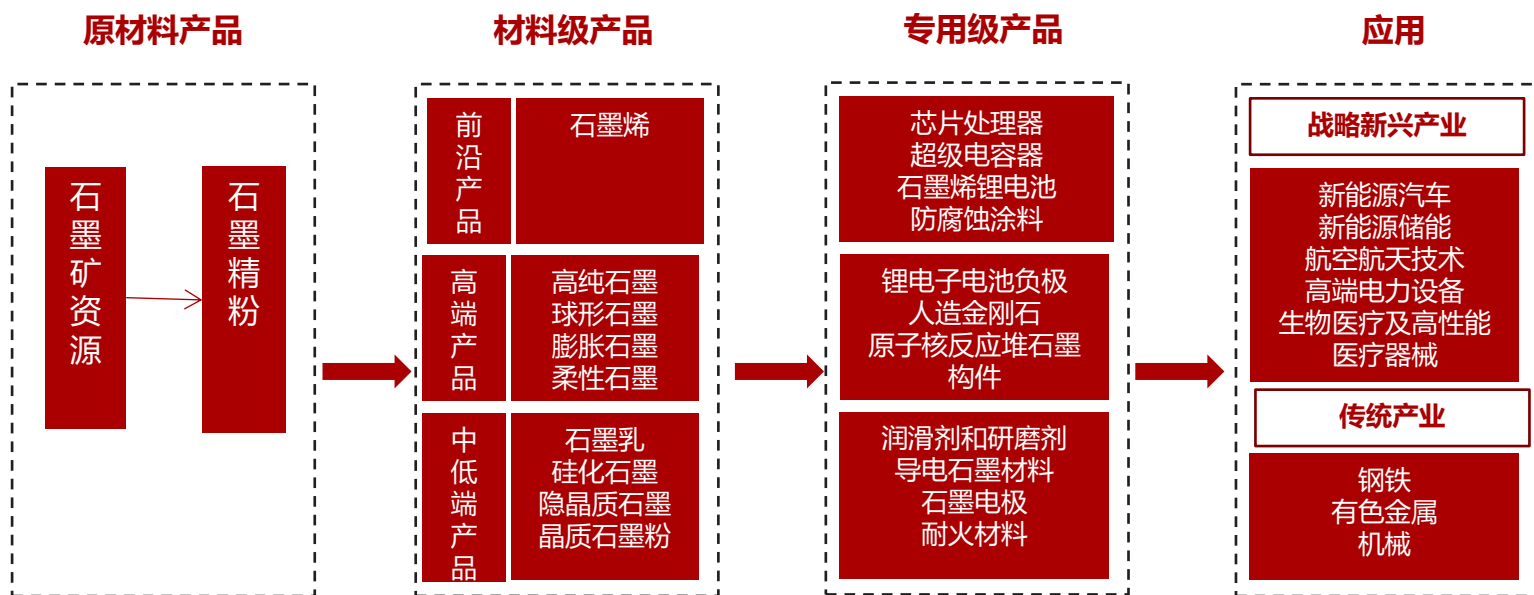 原材料产品
材料级产品
专用级产品
应用
石墨矿资源
石墨精粉
前沿产品
石墨烯
高端产品
高纯石墨
球形石墨
膨胀石墨
柔性石墨
中低端产品
石墨乳
硅化石墨
隐晶质石墨
晶质石墨粉
芯片处理器
超级电容器
石墨烯锂电池
防腐蚀涂料
锂电子电池负极
人造金刚石
原子核反应堆石墨
构件
润滑剂和研磨剂
导电石墨材料
石墨电极
耐火材料
战略新兴产业
新能源汽车
新能源储能
航空航天技术
高端电力设备
生物医疗及高性能
医疗器械
传统产业
钢铁
有色金属
机械